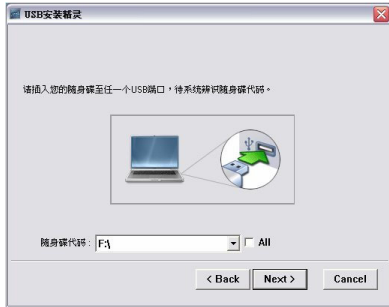 USB安装精灵
请插入您的随身碟至任一个USB端口，待系统辨识随身碟代码。
随身碟代码 : F:\
All
< Back
Next >
Cancel